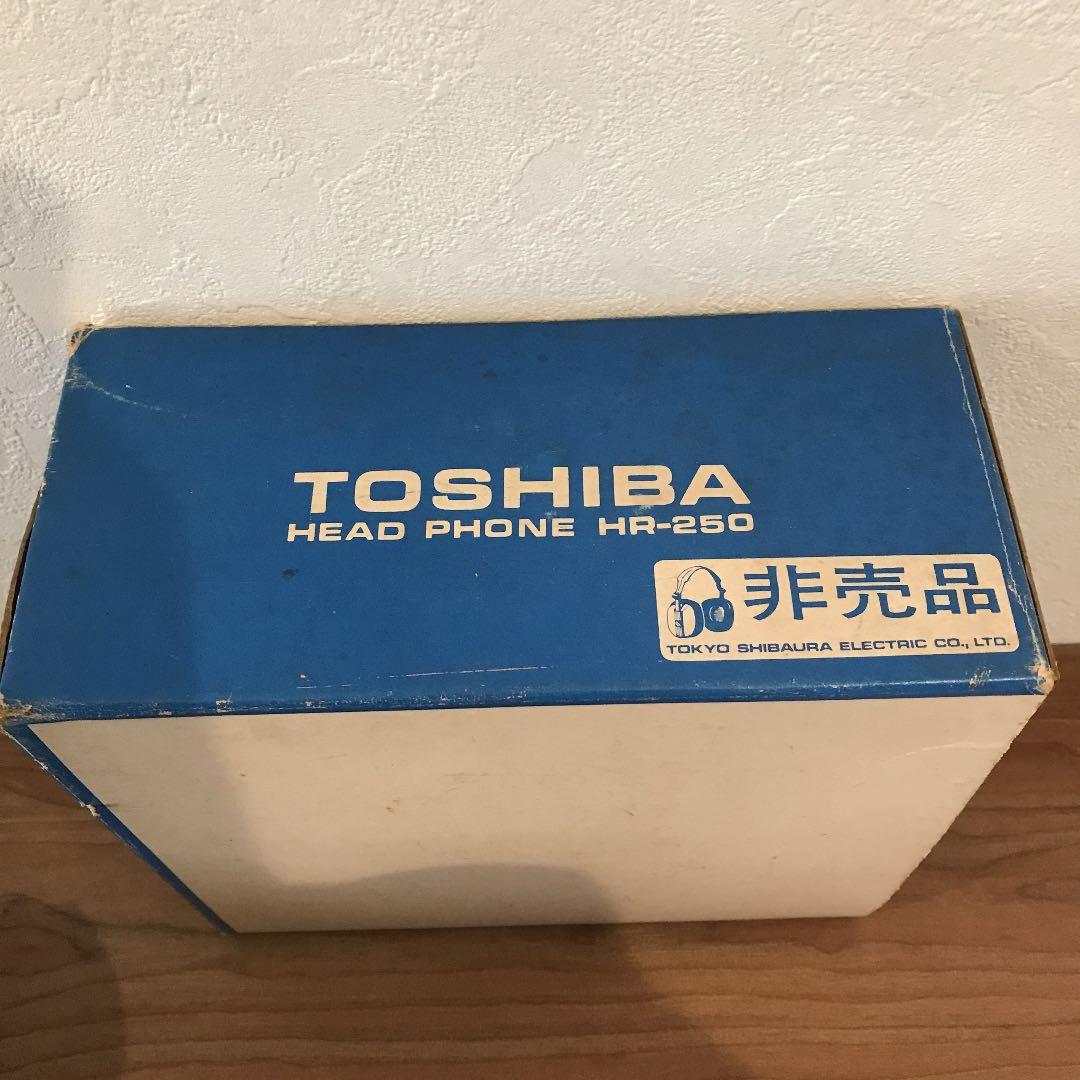 TOSHIBA
HEAD PHONE HR-250
非売品
TOKYO SHIBAURA ELECTRIC CO., LTD.